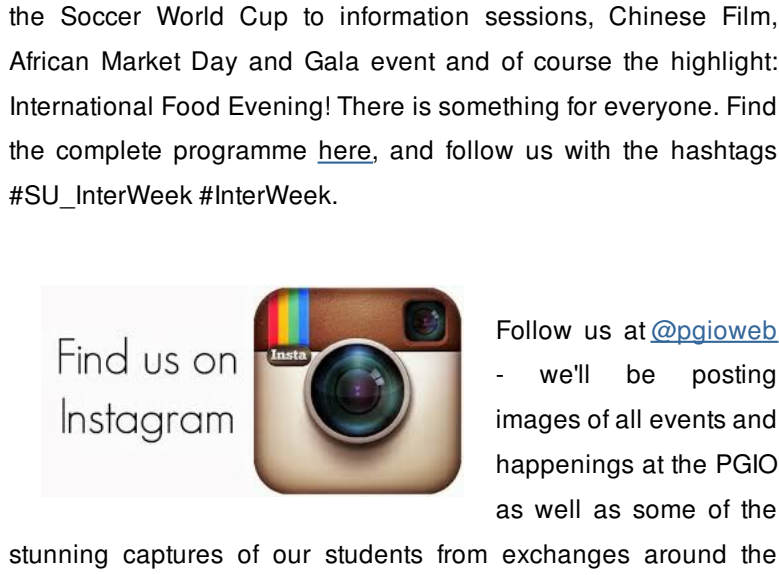 the Soccer World Cup to information sessions, Chinese Film,
African Market Day and Gala event and of course the highlight:
International Food Evening! There is something for everyone. Find
the complete programme here, and follow us with the hashtags
#SU_InterWeek #InterWeek.
Find us on
Instagram
Insta
Follow us at @pgioweb
- we'll be posting
images of all events and
happenings at the PGIO
as well as some of the
stunning captures of our students from exchanges around the